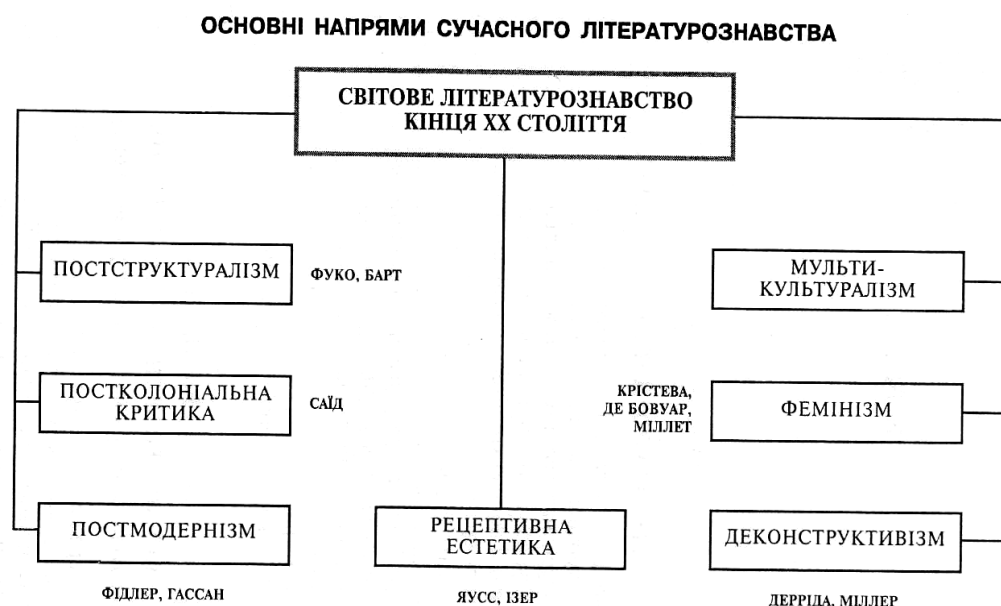 ОСНОВНІ НАПРЯМИ СУЧАСНОГО ЛІТЕРАТУРОЗНАВСТВА
СВІТОВЕ ЛІТЕРАТУРОЗНАВСТВО
КІНЦЯ XX СТОЛІТТЯ
ПОСТСТРУКТУРАЛІЗМ
ФУКО, БАРТ
МУЛЬТИ-
КУЛЬТУРАЛІЗМ
ПОСТКОЛОНІАЛЬНА
КРИТИКА
САЇД
КРІСТЕВА,
ДЕ БОВУАР,
МІЛЛЕТ
ФЕМІНІЗМ
ПОСТМОДЕРНІЗМ
ФІДЛЕР, ГАССАН
РЕЦЕПТИВНА
ЕСТЕТИКА
ЯУСС, ІЗЕР
ДЕКОНСТРУКТИВІЗМ
ДЕРРІДА, МІЛЛЕР